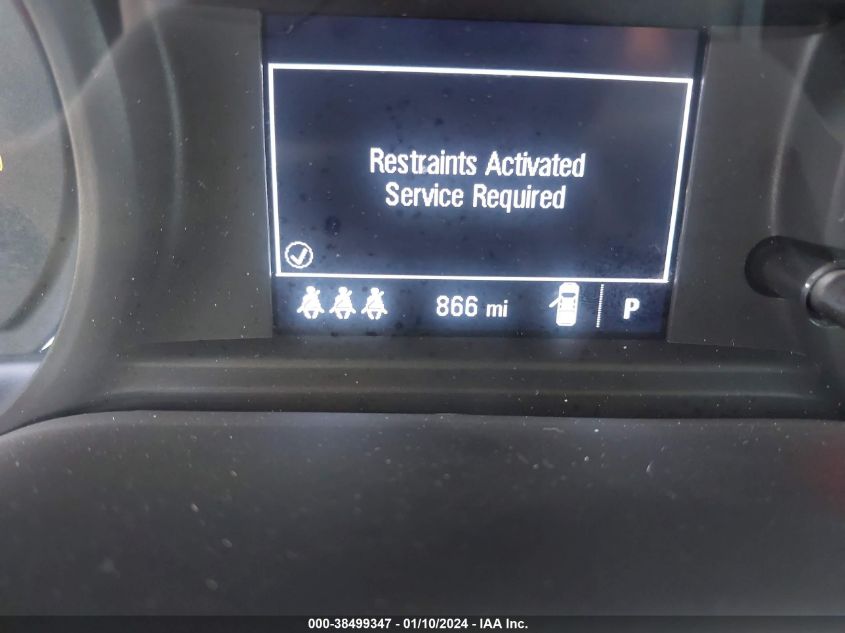 Restraints Activated
Service Required
866 mi
P
000-38499347 - 01/10/2024 - IAA Inc.